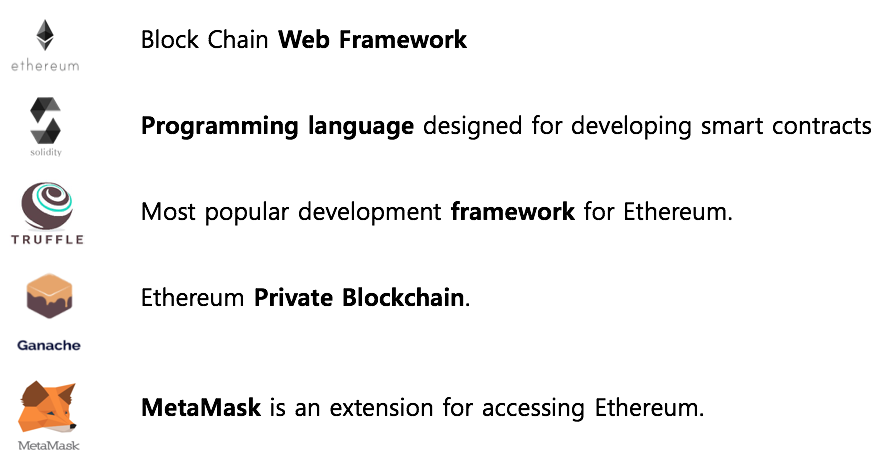 ethereum
Block Chain Web Framework
solidity
Programming language designed for developing smart contracts
TRUFFLE
Most popular development framework for Ethereum.
Ganache
Ethereum Private Blockchain.
MetaMask
MetaMask is an extension for accessing Ethereum.